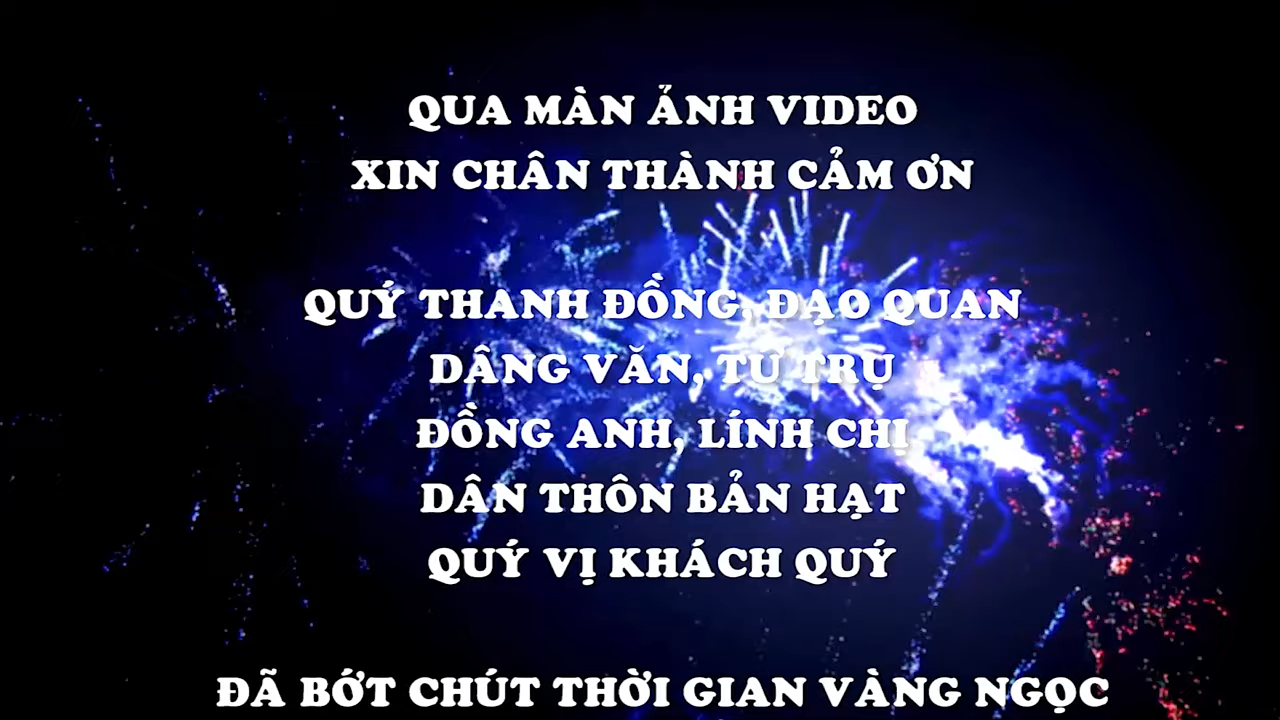 QUA MÀN ẢNH VIDEO
XIN CHÂN THÀNH CẢM ƠN
QUÝ THANH ĐỒNG, ĐẠO QUAN
DÂNG VĂN, TỨ TRỤ
ĐỒNG ANH, LÍNH CHỊ
DÂN THÔN BẢN HẠT
QUÝ VỊ KHÁCH QUÝ
ĐÃ BỚT CHÚT THỜI GIAN VÀNG NGỌC